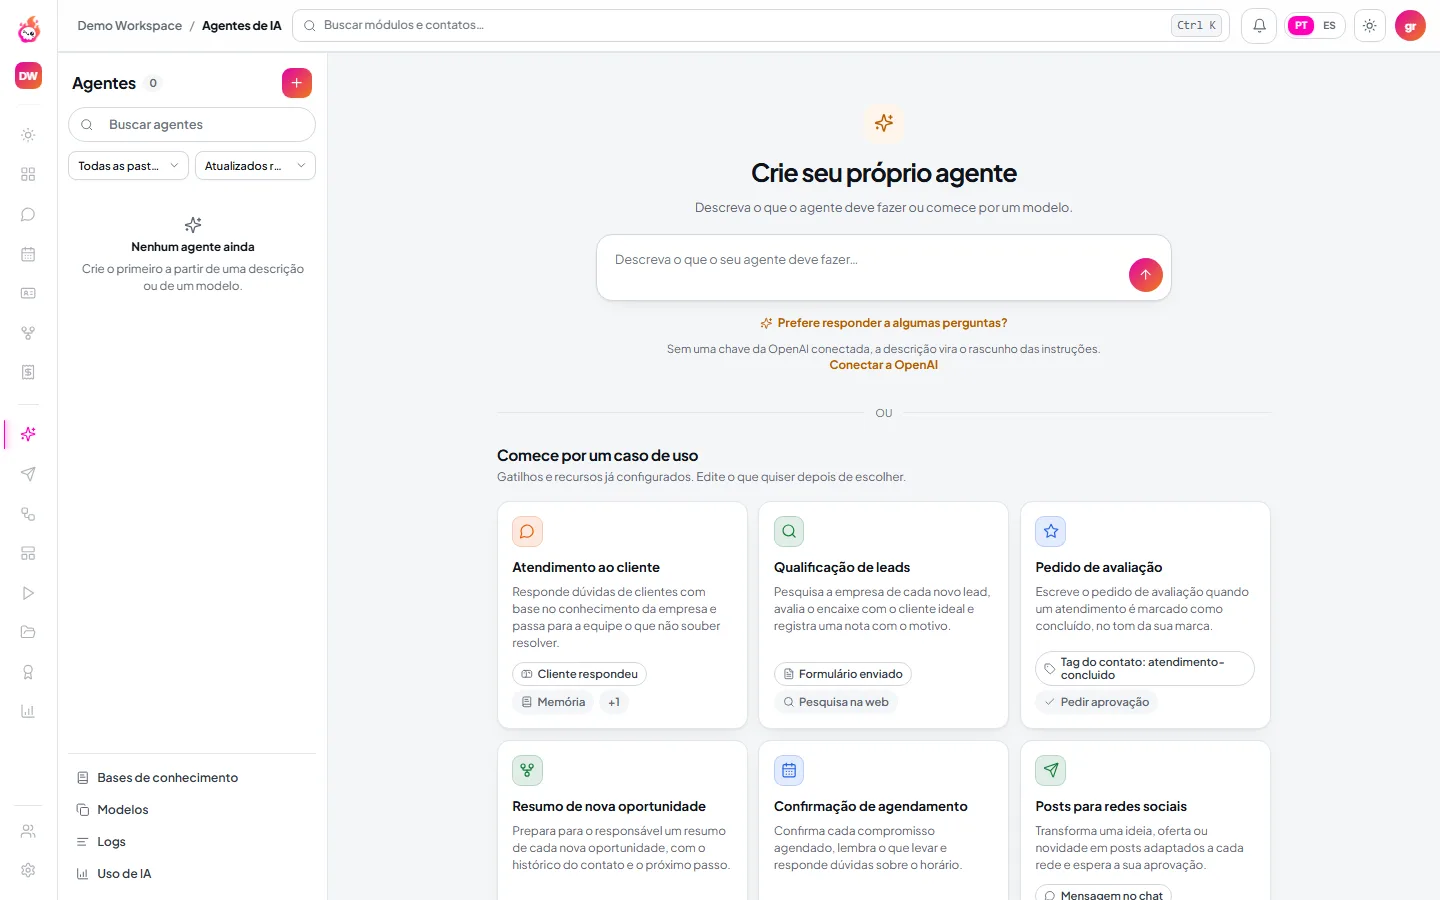 Demo Workspace / Agentes de IA
Buscar módulos e contatos...
Ctrl K
PT ES
gr
DW
Agentes 0
Buscar agentes
Todas as past...
Atualizados r...
Nenhum agente ainda
Crie o primeiro a partir de uma descrição
ou de um modelo.
Bases de conhecimento
Modelos
Logs
Uso de IA
Crie seu próprio agente
Descreva o que o agente deve fazer ou comece por um modelo.
Descreva o que o seu agente deve fazer...
Prefere responder a algumas perguntas?
Sem uma chave da OpenAI conectada, a descrição vira o rascunho das instruções.
Conectar a OpenAI
OU
Comece por um caso de uso
Gatilhos e recursos já configurados. Edite o que quiser depois de escolher.
Atendimento ao cliente
Responde dúvidas de clientes com
base no conhecimento da empresa e
passa para a equipe o que não souber
resolver.
Cliente respondeu
Memória +1
Qualificação de leads
Pesquisa a empresa de cada novo lead,
avalia o encaixe com o cliente ideal e
registra uma nota com o motivo.
Formulário enviado
Pesquisa na web
Pedido de avaliação
Escreve o pedido de avaliação quando
um atendimento é marcado como
concluído, no tom da sua marca.
Tag do contato: atendimento-
concluido
Pedir aprovação
Resumo de nova oportunidade
Prepara para o responsável um resumo
de cada nova oportunidade, com o
histórico do contato e o próximo passo.
Confirmação de agendamento
Confirma cada compromisso
agendado, lembra o que levar e
responde dúvidas sobre o horário.
Posts para redes sociais
Transforma uma ideia, oferta ou
novidade em posts adaptados a cada
rede e espera a sua aprovação.
Mensagem no chat